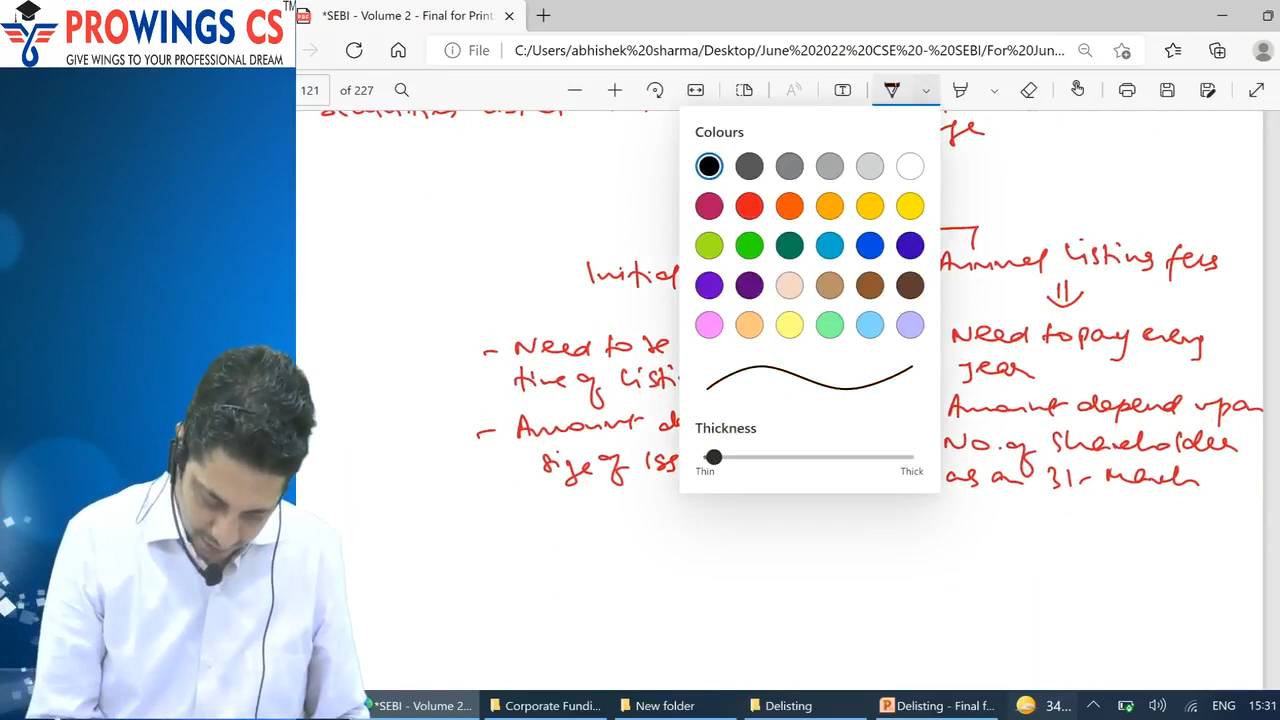 PROWINGS CS™
GIVE WINGS TO YOUR PROFESSIONAL DREAM
*SEBI - Volume 2 - Final for Print
File
C:/Users/abhishek%20sharma/Desktop/June%202022%20CSE%20-%20SEBI/For%20Jun...
121
of 227
Colours
Thickness
Thin
Thick
Initial
Annual listing fees
- Need to be
time of listi
- Amount de
size of Iss
Need to pay every
year
Amount depend upon
No. of shareholder
as on 31- March
*SEBI - Volume 2...
Corporate Fundi...
New folder
Delisting
Delisting - Final f...
34...
ENG
15:31